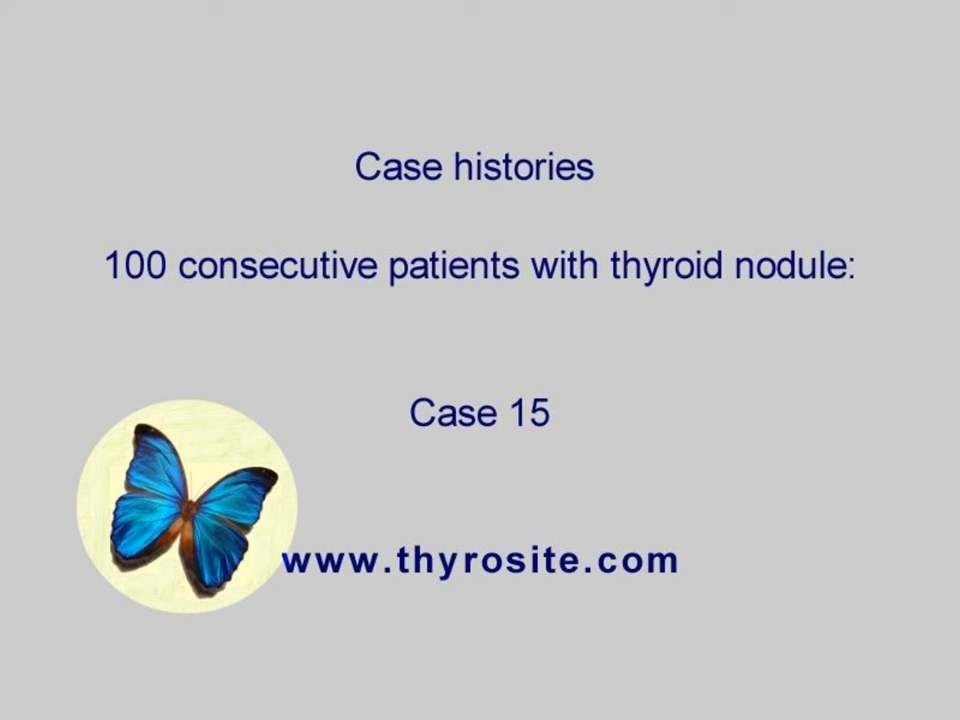 Case histories
100 consecutive patients with thyroid nodule:
Case 15
www.thyrosite.com